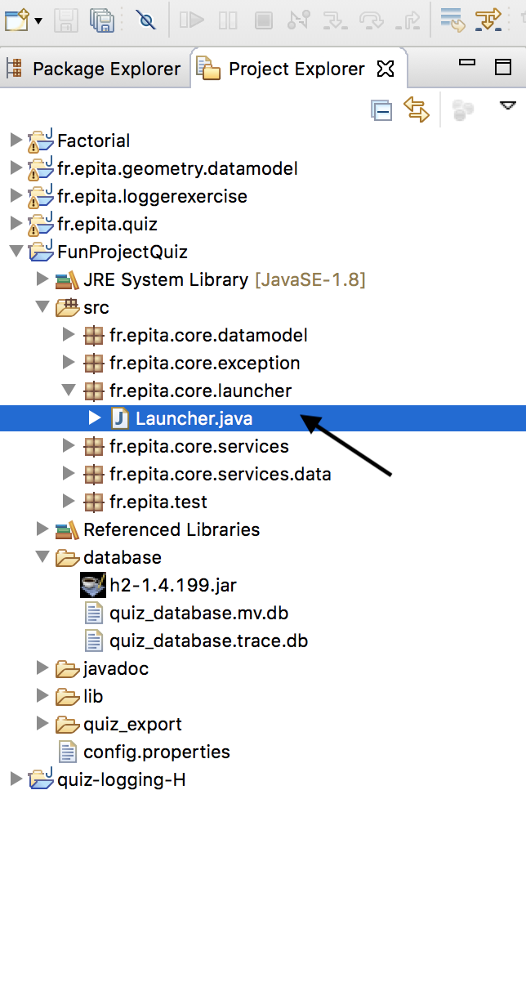 Package Explorer Project Explorer
Factorial
fr.epita.geometry.datamodel
fr.epita.loggerexercise
fr.epita.quiz
FunProjectQuiz
JRE System Library [JavaSE-1.8]
src
fr.epita.core.datamodel
fr.epita.core.exception
fr.epita.core.launcher
Launcher.java
fr.epita.core.services
fr.epita.core.services.data
fr.epita.test
Referenced Libraries
database
h2-1.4.199.jar
quiz_database.mv.db
quiz_database.trace.db
javadoc
lib
quiz_export
config.properties
quiz-logging-H